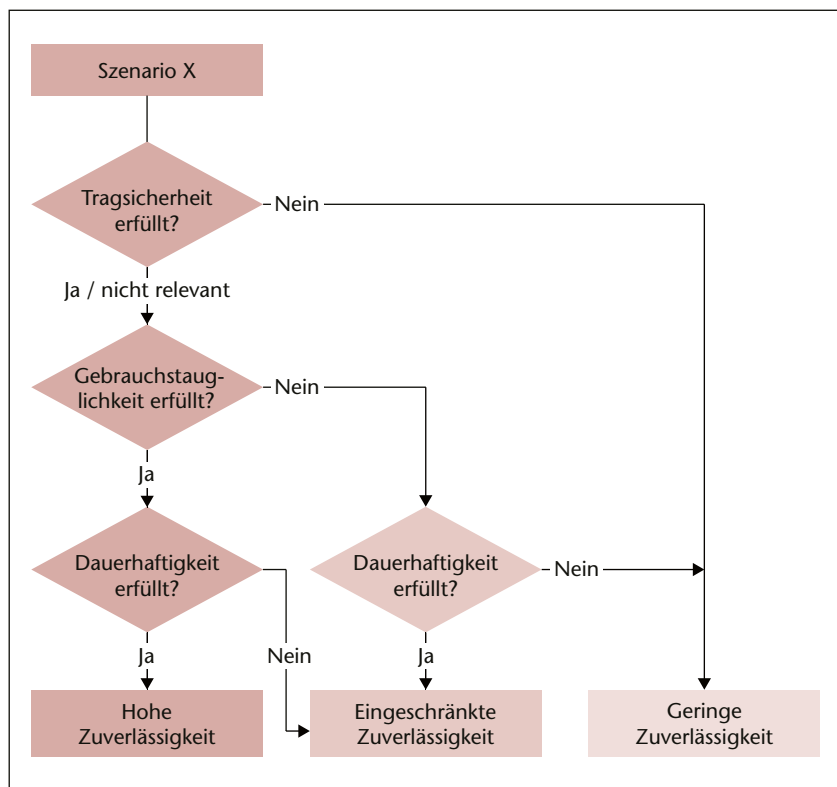 Szenario X
Tragsicherheit
erfüllt?
Nein
Ja / nicht relevant
Gebrauchstaug-
lichkeit erfüllt?
Nein
Ja
Dauerhaftigkeit
erfüllt?
Dauerhaftigkeit
erfüllt?
Nein
Ja
Nein
Ja
Hohe
Zuverlässigkeit
Eingeschränkte
Zuverlässigkeit
Geringe
Zuverlässigkeit